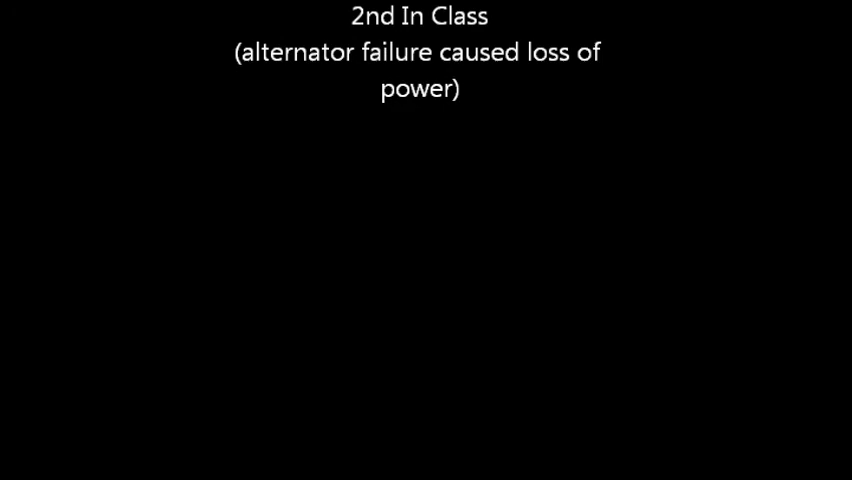 2nd In Class
(alternator failure caused loss of
power)